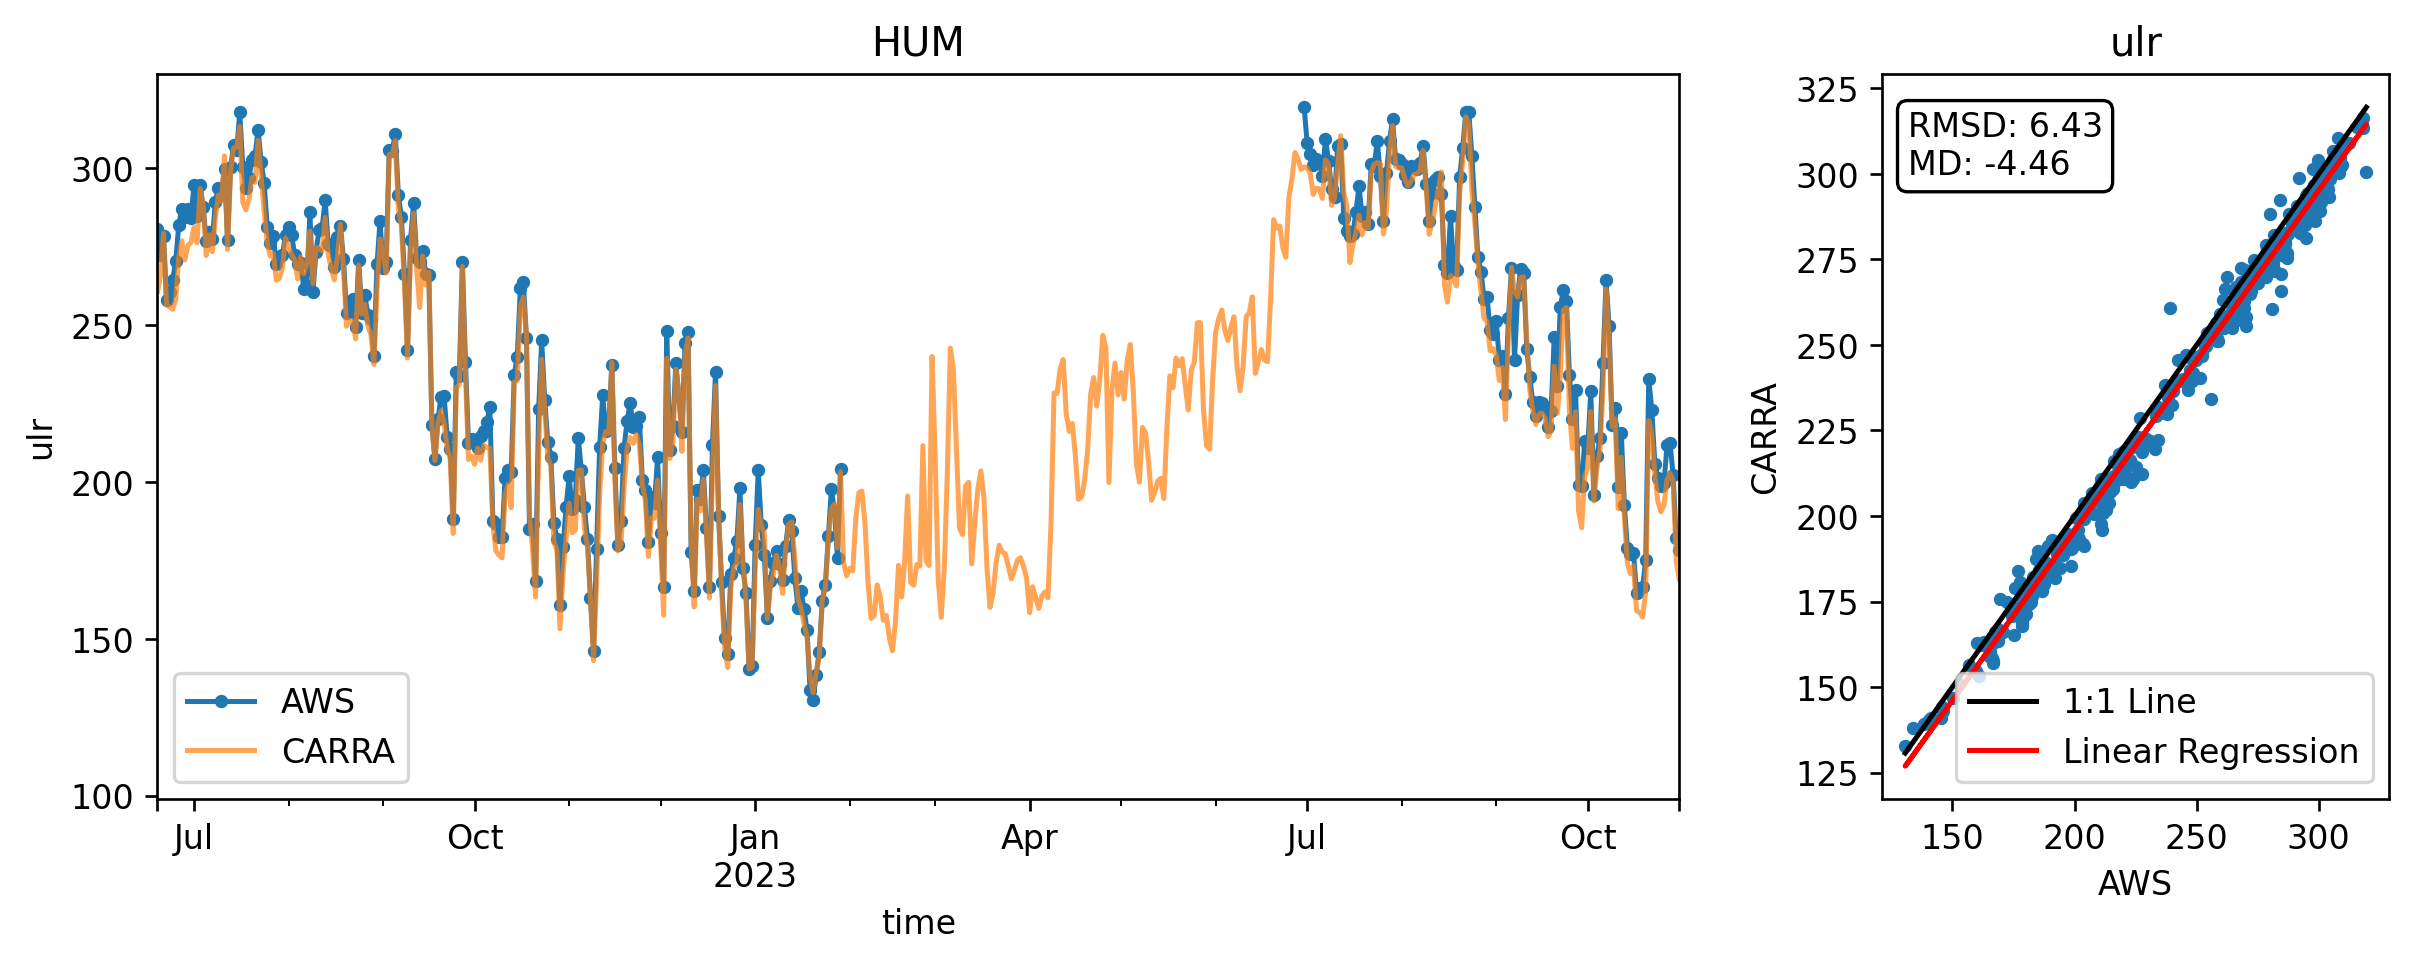 HUM
ulr
300
250
200
150
100
AWS
CARRA
Jul
Oct
Jan
2023
Apr
Jul
Oct
time
ulr
RMSD: 6.43
MD: -4.46
CARRA
325
300
275
250
225
200
175
150
125
1:1 Line
Linear Regression
150
200
250
300
AWS